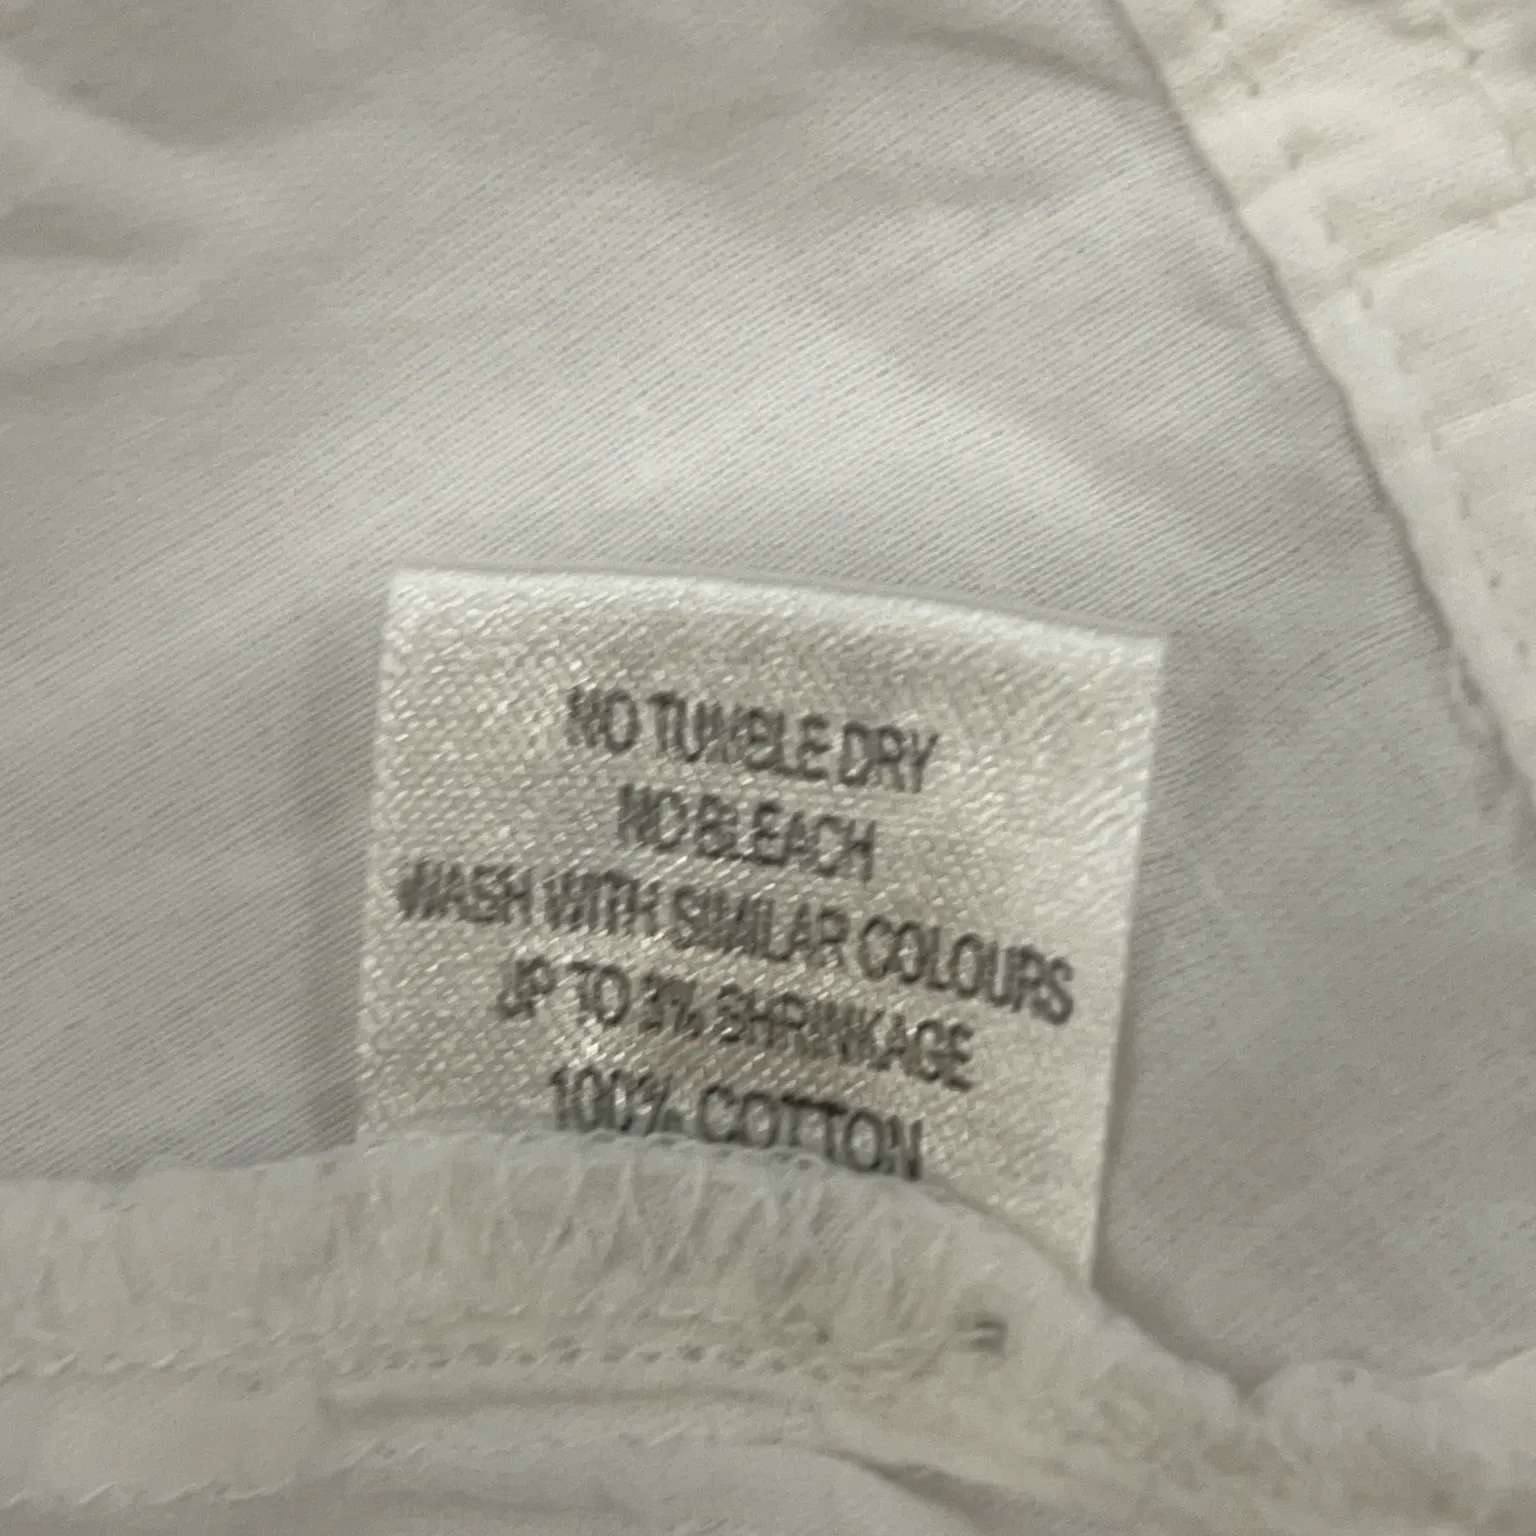 NO TUMBLE DRY
NO BLEACH
WASH WITH SIMILAR COLOURS
UP TO 3% SHRINKAGE
100% COTTON